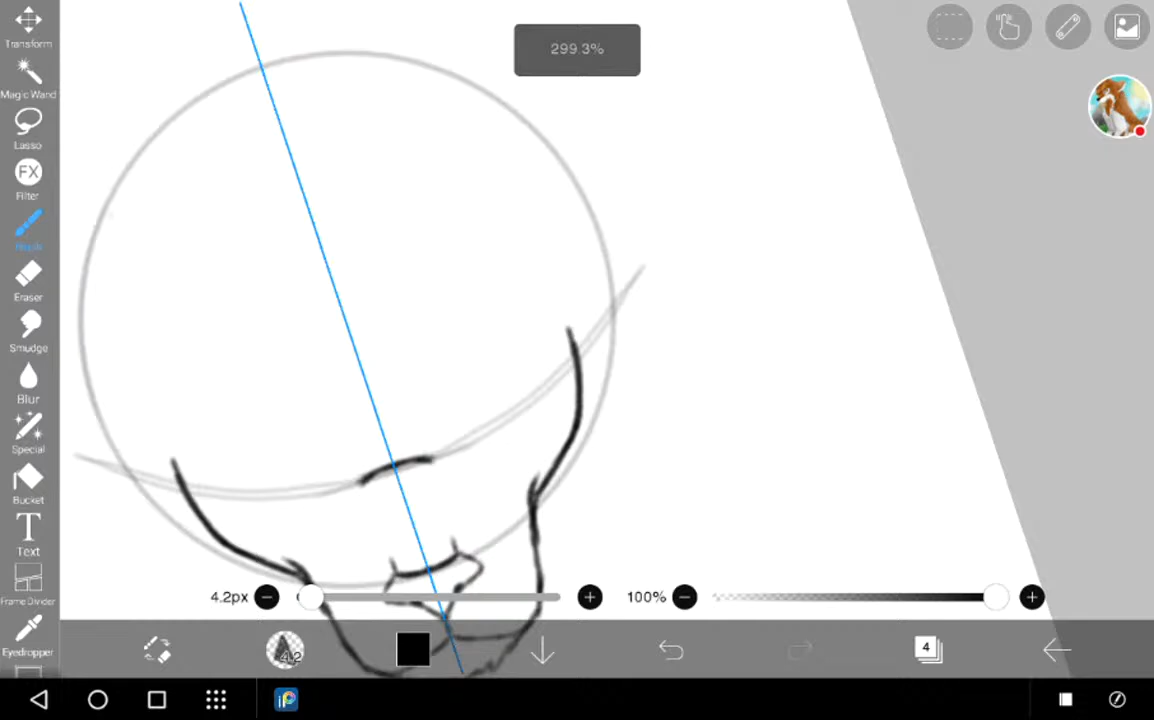 Transform
Magic Wand
Lasso
FX
Filter
Brush
Eraser
Smudge
Blur
Special
Bucket
T
Text
Frame Divider
Eyedropper
299.3%
4.2px
100%
4.2
4
iP